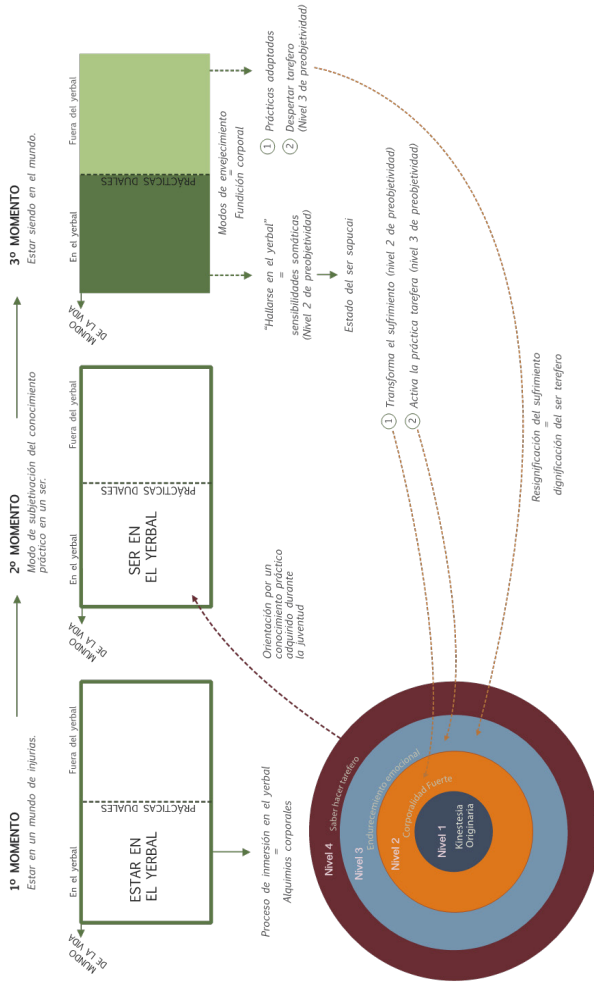 1º MOMENTO
Estar en un mundo de injurias.
En el yerbal
Fuera del yerbal
MUNDO
DE LA VIDA
ESTAR EN
EL YERBAL
PRÁCTICAS DUALES
Proceso de inmersión en el yerbal
=
Alquimias corporales
2º MOMENTO
Modo de subjetivación del conocimiento
práctico en un ser.
En el yerbal
Fuera del yerbal
MUNDO
DE LA VIDA
SER EN
EL YERBAL
PRÁCTICAS DUALES
Orientación por un
conocimiento práctico
adquirido durante
la juventud
3º MOMENTO
Estar siendo en el mundo.
En el yerbal
Fuera del yerbal
MUNDO
DE LA VIDA
PRÁCTICAS DUALES
Modos de envejecimiento
=
Fundición corporal
"Hallarse en el yerbal"
=
sensibilidades somáticas
(Nivel 2 de preobjetividad)
Estado del ser sapucai
1 Prácticas adaptadas
2 Despertar tarefero
(Nivel 3 de preobjetividad)
1 Transforma el sufrimiento (nivel 2 de preobjetividad)
2 Activa la práctica tarefera (nivel 3 de preobjetividad)
Resignificación del sufrimiento
=
dignificación del ser terefero
Nivel 4
Saber hacer tarefero
Nivel 3
Endurecimiento emocional
Nivel 2
Corporalidad Fuerte
Nivel 1
Kinestesia
Originaria